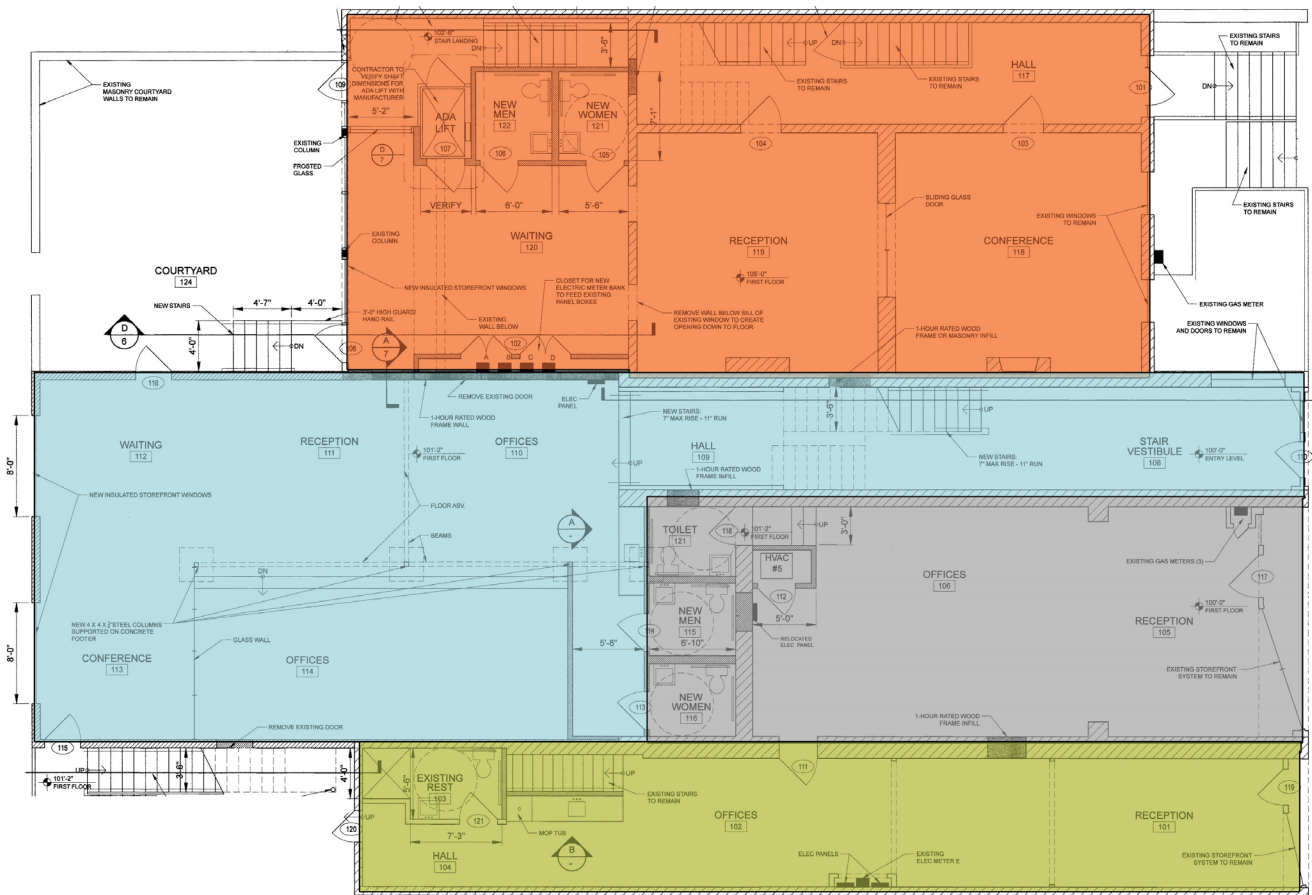 102'-6"
STAIR LANDING
DN
3'-6"
UP
DN
HALL
117
EXISTING STAIRS
TO REMAIN
EXISTING
MASONRY COURTYARD
WALLS TO REMAIN
CONTRACTOR TO
VERIFY SHAFT
DIMENSIONS FOR
ADA LIFT WITH
MANUFACTURER
109
5'-2"
ADA
LIFT
107
NEW
MEN
122
106
NEW
WOMEN
121
105
7'-1"
EXISTING STAIRS
TO REMAIN
EXISTING STAIRS
TO REMAIN
101
DN
EXISTING
COLUMN
FROSTED
GLASS
D
7
104
103
VERIFY
6'-0"
5'-6"
SLIDING GLASS
DOOR
EXISTING WINDOWS
TO REMAIN
EXISTING STAIRS
TO REMAIN
EXISTING
COLUMN
WAITING
120
RECEPTION
119
CONFERENCE
118
COURTYARD
124
105'-0"
FIRST FLOOR
NEW INSULATED STOREFRONT WINDOWS
CLOSET FOR NEW
ELECTRIC METER BANK
TO FEED EXISTING
PANEL BOXES
NEW STAIRS
4'-7"
4'-0"
3'-6" HIGH GUARD/
HAND RAIL
EXISTING
WALL BELOW
REMOVE WALL BELOW SILL OF
EXISTING WINDOW TO CREATE
OPENING DOWN TO FLOOR
EXISTING GAS METER
D
6
4'-0"
DN
108
A
7
102
A B C D
1-HOUR RATED WOOD
FRAME OR MASONRY INFILL
EXISTING WINDOWS
AND DOORS TO REMAIN
116
REMOVE EXISTING DOOR
ELEC
PANEL
1-HOUR RATED WOOD
FRAME WALL
NEW STAIRS:
7" MAX RISE - 11" RUN
3'-6"
UP
8'-0"
WAITING
112
RECEPTION
111
OFFICES
110
101'-2"
FIRST FLOOR
HALL
109
UP
NEW STAIRS:
7" MAX RISE - 11" RUN
STAIR
VESTIBULE
108
100'-0"
ENTRY LEVEL
1-HOUR RATED WOOD
FRAME INFILL
NEW INSULATED STOREFRONT WINDOWS
FLOOR ABV.
BEAMS
A
-
TOILET
121
118
101'-2"
FIRST FLOOR
UP
3'-0"
HVAC
#5
112
5'-0"
OFFICES
106
EXISTING GAS METERS (3)
117
DN
NEW
MEN
115
6'-10"
RELOCATED
ELEC. PANEL
100'-0"
FIRST FLOOR
RECEPTION
105
NEW 4 X 4 X STEEL COLUMNS
SUPPORTED ON CONCRETE
FOOTER
GLASS WALL
8'-0"
CONFERENCE
113
OFFICES
114
5'-8"
114
EXISTING STOREFRONT
SYSTEM TO REMAIN
NEW
WOMEN
116
113
REMOVE EXISTING DOOR
1-HOUR RATED WOOD
FRAME INFILL
115
UP
101'-2"
FIRST FLOOR
3'-6"
4'-0"
5'-6"
EXISTING
REST
103
UP
EXISTING STAIRS
TO REMAIN
111
119
120
UP
121
7'-3"
MOP TUB
OFFICES
102
RECEPTION
101
HALL
104
B
-
ELEC PANELS
EXISTING
ELEC METER E
EXISTING STOREFRONT
SYSTEM TO REMAIN